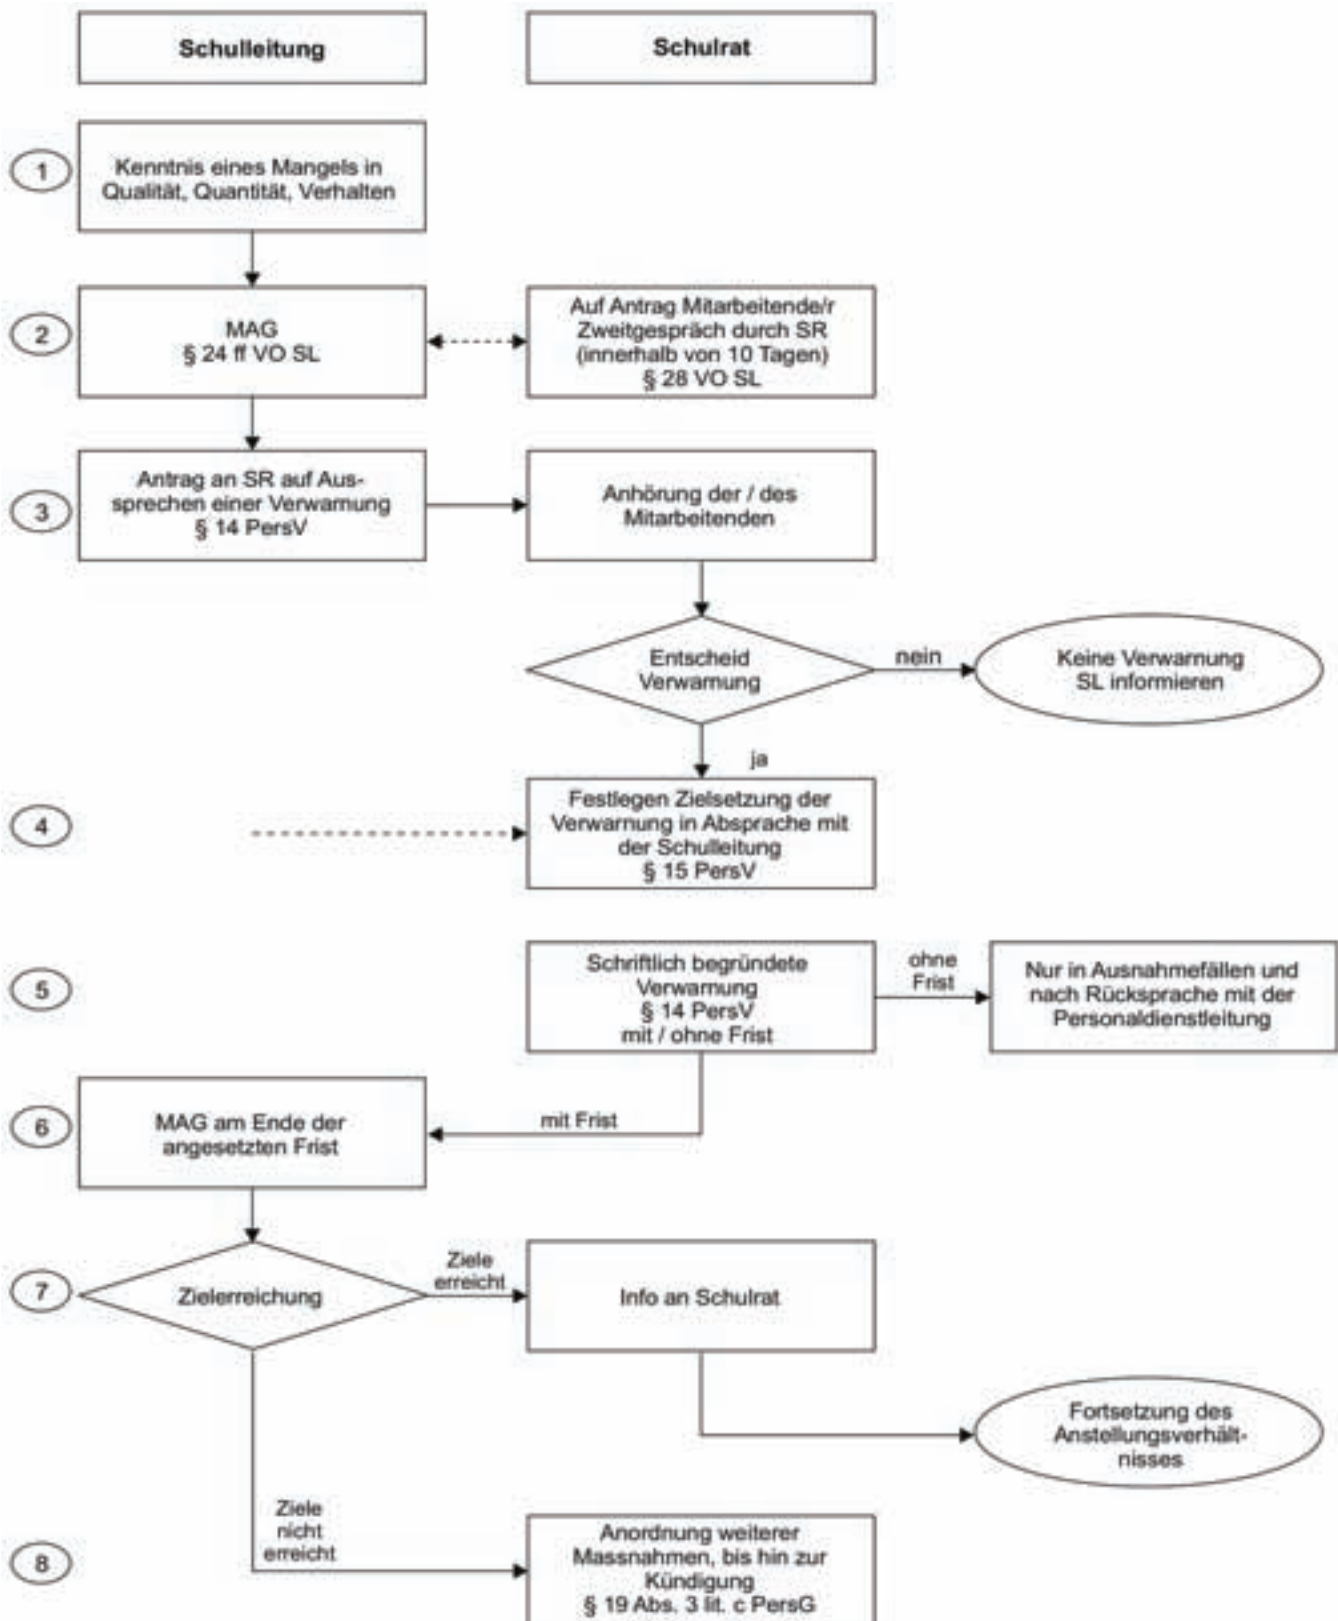 Schulleitung
Schulrat
1
Kenntnis eines Mangels in
Qualität, Quantität, Verhalten
2
MAG
§ 24 ff VO SL
Auf Antrag Mitarbeitende/r
Zweitgespräch durch SR
(innerhalb von 10 Tagen)
§ 28 VO SL
3
Antrag an SR auf Aus-
sprechen einer Verwarnung
§ 14 PersV
Anhörung der / des
Mitarbeitenden
Entscheid
Verwarnung
nein
Keine Verwarnung
SL informieren
ja
4
Festlegen Zielsetzung der
Verwarnung in Absprache mit
der Schulleitung
§ 15 PersV
5
Schriftlich begründete
Verwarnung
§ 14 PersV
mit / ohne Frist
ohne
Frist
Nur in Ausnahmefällen und
nach Rücksprache mit der
Personaldienstleitung
6
MAG am Ende der
angesetzten Frist
mit Frist
7
Zielerreichung
Ziele
erreicht
Info an Schulrat
Fortsetzung des
Anstellungsverhält-
nisses
8
Ziele
nicht
erreicht
Anordnung weiterer
Massnahmen, bis hin zur
Kündigung
§ 19 Abs. 3 lit. c PersG